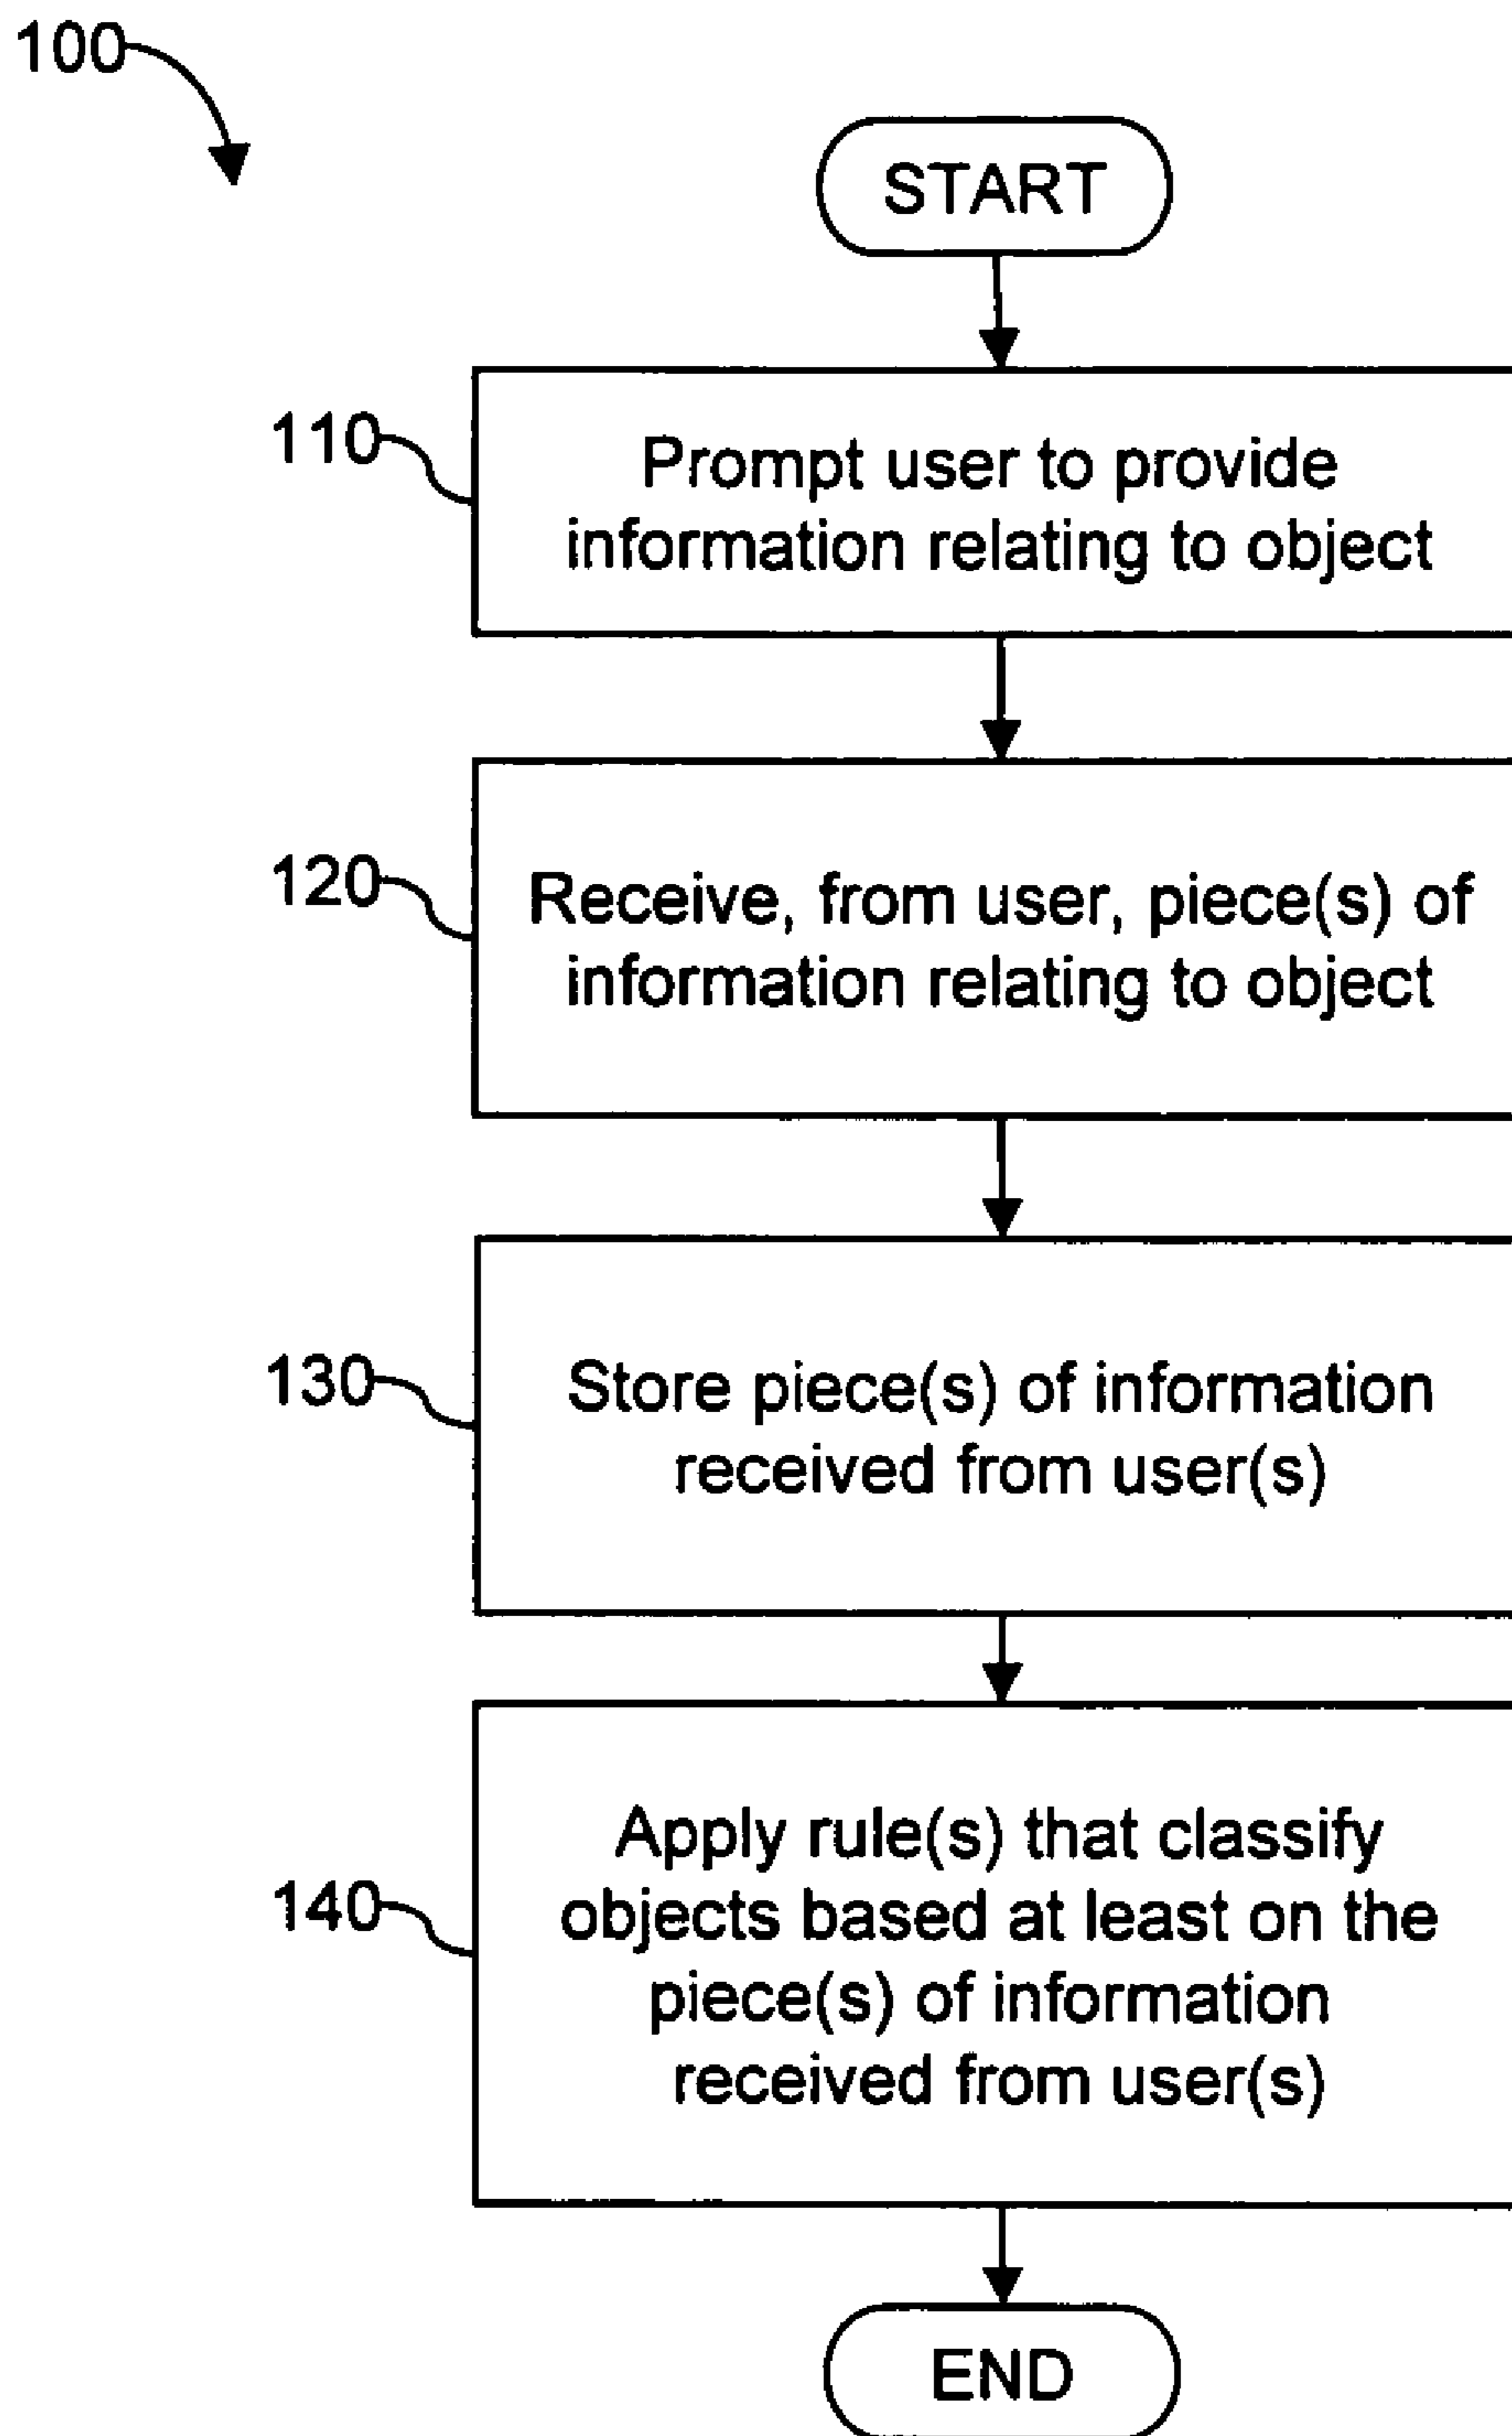 100
START
110
Prompt user to provide
information relating to object
120
Receive, from user, piece(s) of
information relating to object
130
Store piece(s) of information
received from user(s)
140
Apply rule(s) that classify
objects based at least on the
piece(s) of information
received from user(s)
END